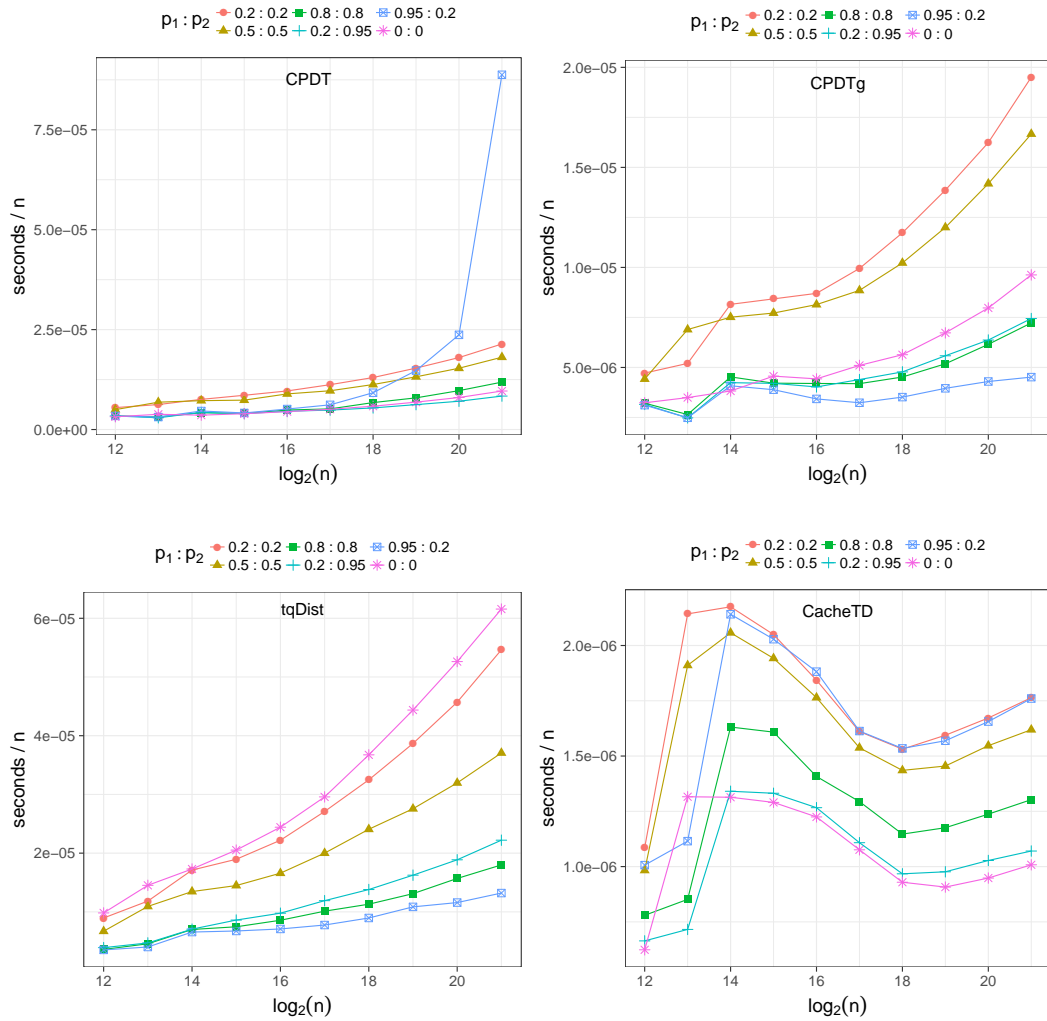 p1 : p2 0.2 : 0.2 0.8 : 0.8 0.95 : 0.2
0.5 : 0.5 0.2 : 0.95 0 : 0
CPDT
7.5e−05
5.0e−05
2.5e−05
0.0e+00
seconds / n
12 14 16 18 20
log2(n)
p1 : p2 0.2 : 0.2 0.8 : 0.8 0.95 : 0.2
0.5 : 0.5 0.2 : 0.95 0 : 0
CPDTg
2.0e−05
1.5e−05
1.0e−05
5.0e−06
seconds / n
12 14 16 18 20
log2(n)
p1 : p2 0.2 : 0.2 0.8 : 0.8 0.95 : 0.2
0.5 : 0.5 0.2 : 0.95 0 : 0
tqDist
6e−05
4e−05
2e−05
seconds / n
12 14 16 18 20
log2(n)
p1 : p2 0.2 : 0.2 0.8 : 0.8 0.95 : 0.2
0.5 : 0.5 0.2 : 0.95 0 : 0
CacheTD
2.0e−06
1.5e−06
1.0e−06
seconds / n
12 14 16 18 20
log2(n)